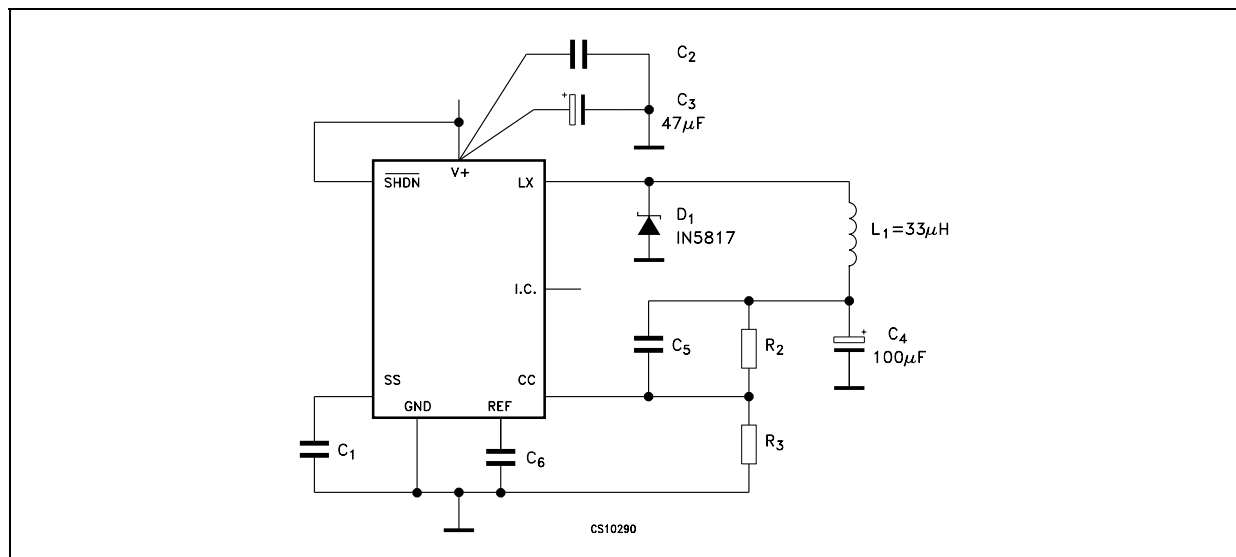 C2
+
C3
47μF
V+
SHDN
LX
D1
IN5817
L1=33μH
I.C.
+
C4
100μF
C5
R2
SS
CC
GND
REF
R3
C1
C6
CS10290